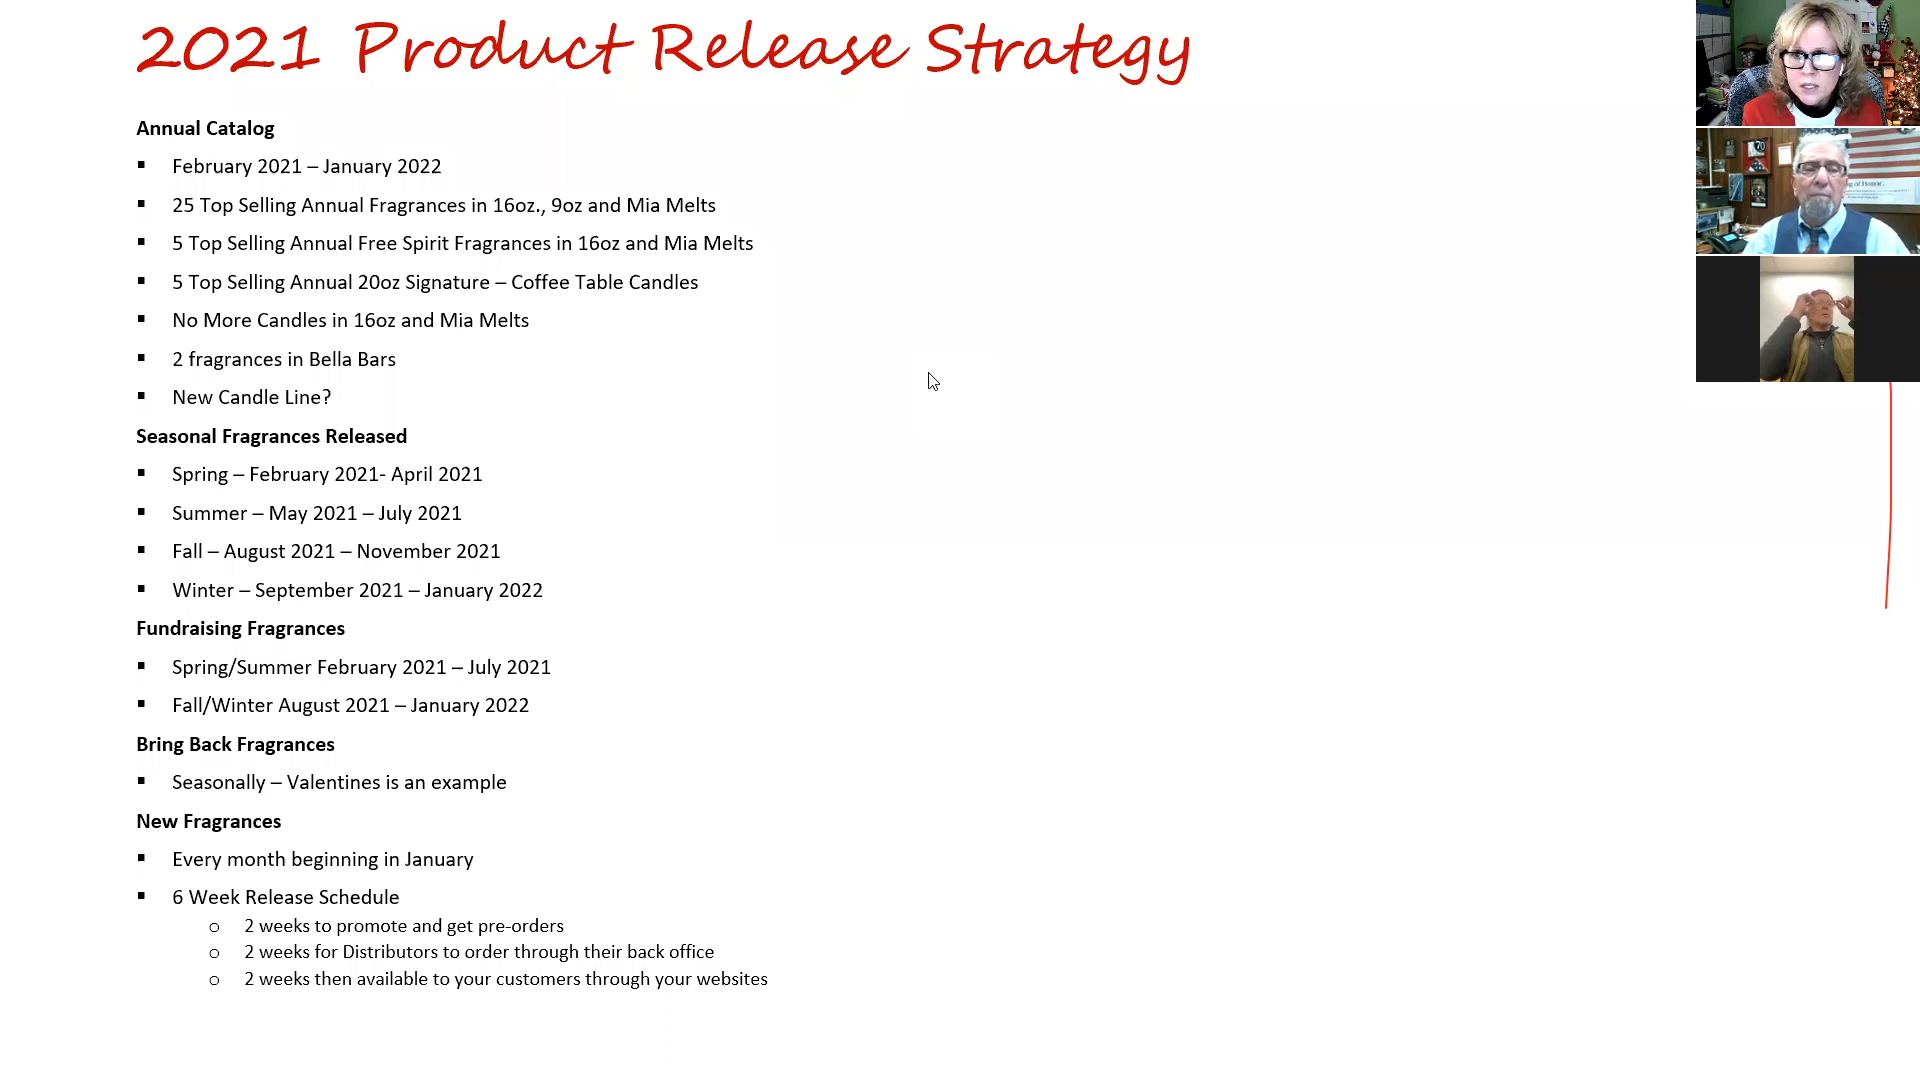 2021 Product Release Strategy
Annual Catalog
▪ February 2021 – January 2022
▪ 25 Top Selling Annual Fragrances in 16oz., 9oz and Mia Melts
▪ 5 Top Selling Annual Free Spirit Fragrances in 16oz and Mia Melts
▪ 5 Top Selling Annual 20oz Signature – Coffee Table Candles
▪ No More Candles in 16oz and Mia Melts
▪ 2 fragrances in Bella Bars
▪ New Candle Line?
Seasonal Fragrances Released
▪ Spring – February 2021- April 2021
▪ Summer – May 2021 – July 2021
▪ Fall – August 2021 – November 2021
▪ Winter – September 2021 – January 2022
Fundraising Fragrances
▪ Spring/Summer February 2021 – July 2021
▪ Fall/Winter August 2021 – January 2022
Bring Back Fragrances
▪ Seasonally – Valentines is an example
New Fragrances
▪ Every month beginning in January
▪ 6 Week Release Schedule
o 2 weeks to promote and get pre-orders
o 2 weeks for Distributors to order through their back office
o 2 weeks then available to your customers through your websites
70
of Honor